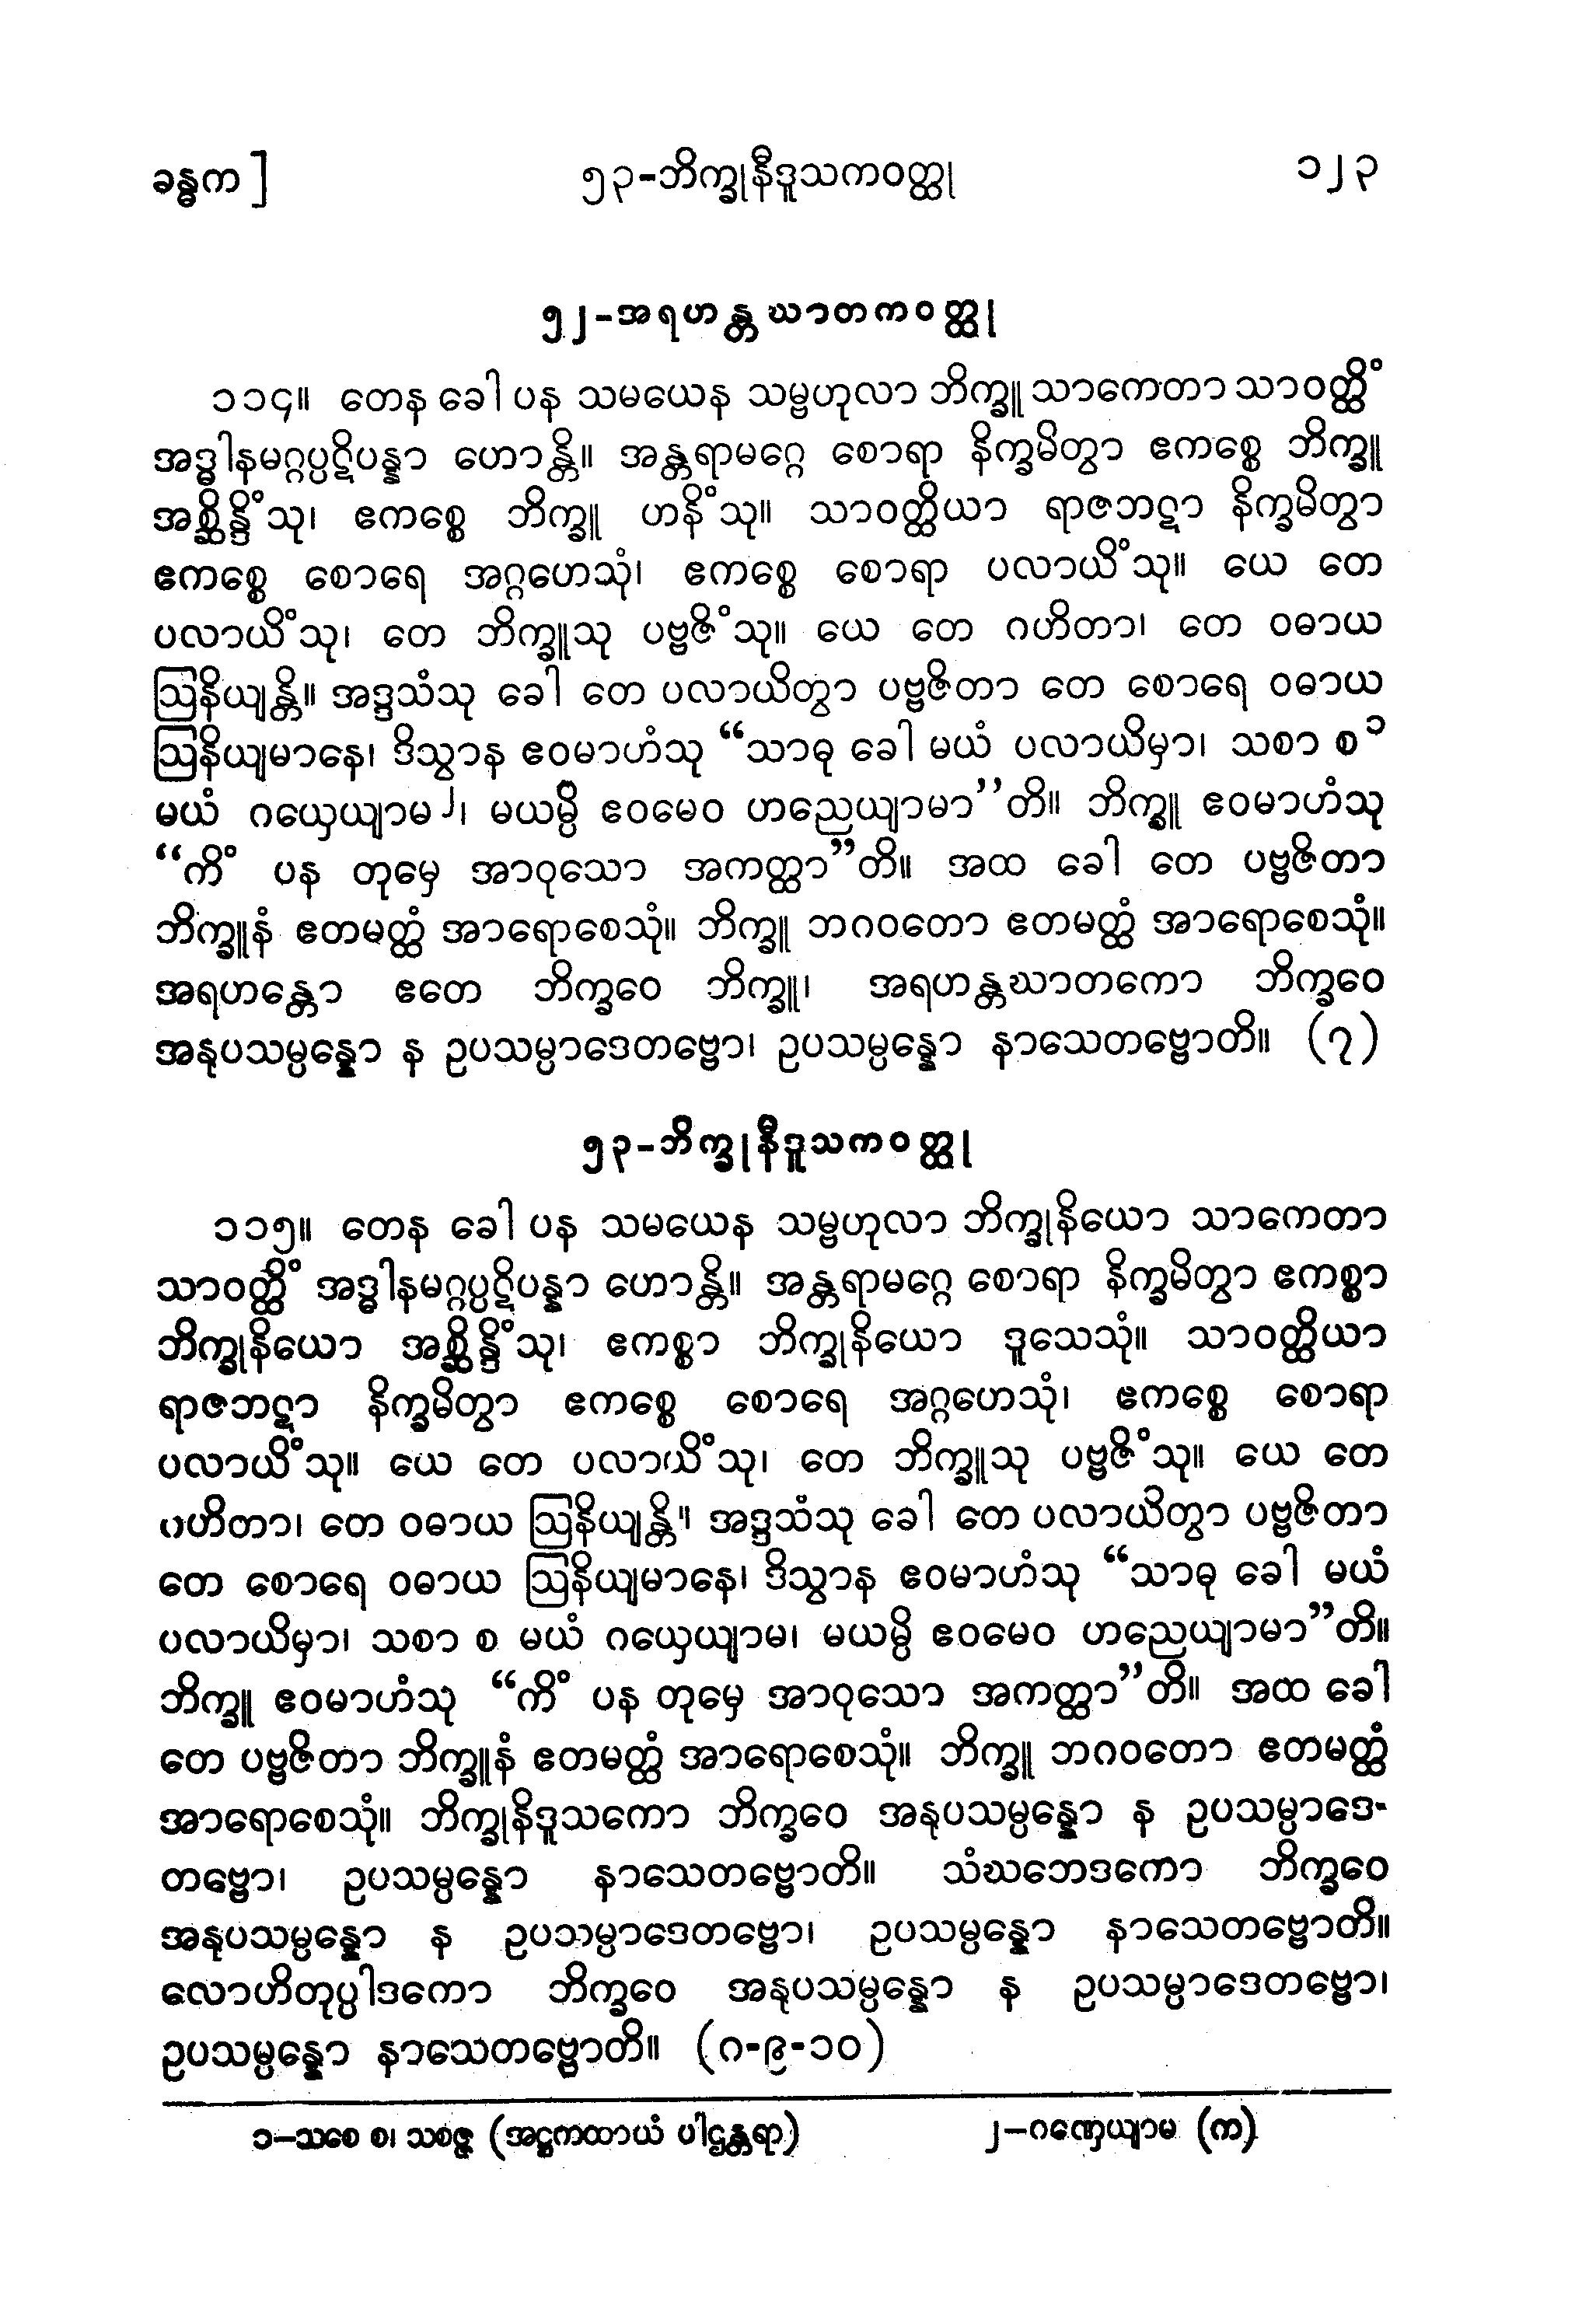 ခန္ဓက ] ၅၃-ဘိက္ခုနီဒူသကဝတ္ထု ၁၂၃
၅၂-အရဟန္တဃာတကဝတ္ထု
၁၁၄။ တေန ခေါ ပန သမယေန သမ္ဗဟုလာ ဘိက္ခူ သာကေတာ သာဝတ္ထိံ
အဒ္ဓါနမဂ္ဂပ္ပဋိပန္နာ ဟောန္တိ။ အန္တရာမဂ္ဂေ စောရာ နိက္ခမိတွာ ဧကစ္စေ ဘိက္ခူ
အစ္ဆိန္ဒိံသု၊ ဧကစ္စေ ဘိက္ခူ ဟနိံသု။ သာဝတ္ထိယာ ရာဇဘဋာ နိက္ခမိတွာ
ဧကစ္စေ စောရေ အဂ္ဂဟေသုံ၊ ဧကစ္စေ စောရာ ပလာယိံသု။ ယေ တေ
ပလာယိံသု၊ တေ ဘိက္ခူသု ပဗ္ဗဇိံသု။ ယေ တေ ဂဟိတာ၊ တေ ဝဓာယ
ဩနိယျန္တိ။ အဒ္ဒသံသု ခေါ တေ ပလာယိတွာ ပဗ္ဗဇိတာ တေ စောရေ ဝဓာယ
ဩနိယျမာနေ၊ ဒိသွာန ဧဝမာဟံသု “သာဓု ခေါ မယံ ပလာယိမှာ၊ သစာ စ ၁
မယံ ဂယှေယျာမ ၂၊ မယမ္ပိ ဧဝမေဝ ဟညေယျာမာ”တိ။ ဘိက္ခူ ဧဝမာဟံသု
“ကိံ ပန တုမှေ အာဝုသော အကတ္ထာ”တိ။ အထ ခေါ တေ ပဗ္ဗဇိတာ
ဘိက္ခူနံ ဧတမတ္ထံ အာရောစေသုံ။ ဘိက္ခူ ဘဂဝတော ဧတမတ္ထံ အာရောစေသုံ။
အရဟန္တော ဧတေ ဘိက္ခဝေ ဘိက္ခူ၊ အရဟန္တဃာတကော ဘိက္ခဝေ
အနုပသမ္ပန္နော န ဥပသမ္ပာဒေတဗ္ဗော၊ ဥပသမ္ပန္နော နာသေတဗ္ဗောတိ။ (၇)
၅၃-ဘိက္ခုနီဒူသကဝတ္ထု
၁၁၅။ တေန ခေါ ပန သမယေန သမ္ဗဟုလာ ဘိက္ခုနိယော သာကေတာ
သာဝတ္ထိံ အဒ္ဓါနမဂ္ဂပ္ပဋိပန္နာ ဟောန္တိ။ အန္တရာမဂ္ဂေ စောရာ နိက္ခမိတွာ ဧကစ္စာ
ဘိက္ခုနိယော အစ္ဆိန္ဒိံသု၊ ဧကစ္စာ ဘိက္ခုနိယော ဒူသေသုံ။ သာဝတ္ထိယာ
ရာဇဘဋာ နိက္ခမိတွာ ဧကစ္စေ စောရေ အဂ္ဂဟေသုံ၊ ဧကစ္စေ စောရာ
ပလာယိံသု။ ယေ တေ ပလာယိံသု၊ တေ ဘိက္ခူသု ပဗ္ဗဇိံသု။ ယေ တေ
ဂဟိတာ၊ တေ ဝဓာယ ဩနိယျန္တိ။ အဒ္ဒသံသု ခေါ တေ ပလာယိတွာ ပဗ္ဗဇိတာ
တေ စောရေ ဝဓာယ ဩနိယျမာနေ၊ ဒိသွာန ဧဝမာဟံသု “သာဓု ခေါ မယံ
ပလာယိမှာ၊ သစာ စ မယံ ဂယှေယျာမ၊ မယမ္ပိ ဧဝမေဝ ဟညေယျာမာ”တိ။
ဘိက္ခူ ဧဝမာဟံသု “ကိံ ပန တုမှေ အာဝုသော အကတ္ထာ”တိ။ အထ ခေါ
တေ ပဗ္ဗဇိတာ ဘိက္ခူနံ ဧတမတ္ထံ အာရောစေသုံ။ ဘိက္ခူ ဘဂဝတော ဧတမတ္ထံ
အာရောစေသုံ။ ဘိက္ခုနိဒူသကော ဘိက္ခဝေ အနုပသမ္ပန္နော န ဥပသမ္ပာဒေ-
တဗ္ဗော၊ ဥပသမ္ပန္နော နာသေတဗ္ဗောတိ။ သံဃဘေဒကော ဘိက္ခဝေ
အနုပသမ္ပန္နော န ဥပသမ္ပာဒေတဗ္ဗော၊ ဥပသမ္ပန္နော နာသေတဗ္ဗောတိ။
လောဟိတုပ္ပါဒကော ဘိက္ခဝေ အနုပသမ္ပန္နော န ဥပသမ္ပာဒေတဗ္ဗော၊
ဥပသမ္ပန္နော နာသေတဗ္ဗောတိ။ (ဂ-၉-၁၀)
၁–သစေ စ၊ သစဇ္ဇ (အဋ္ဌကထာယံ ပါဌန္တရာ) ၂–ဂဏှေယျာမ (က)